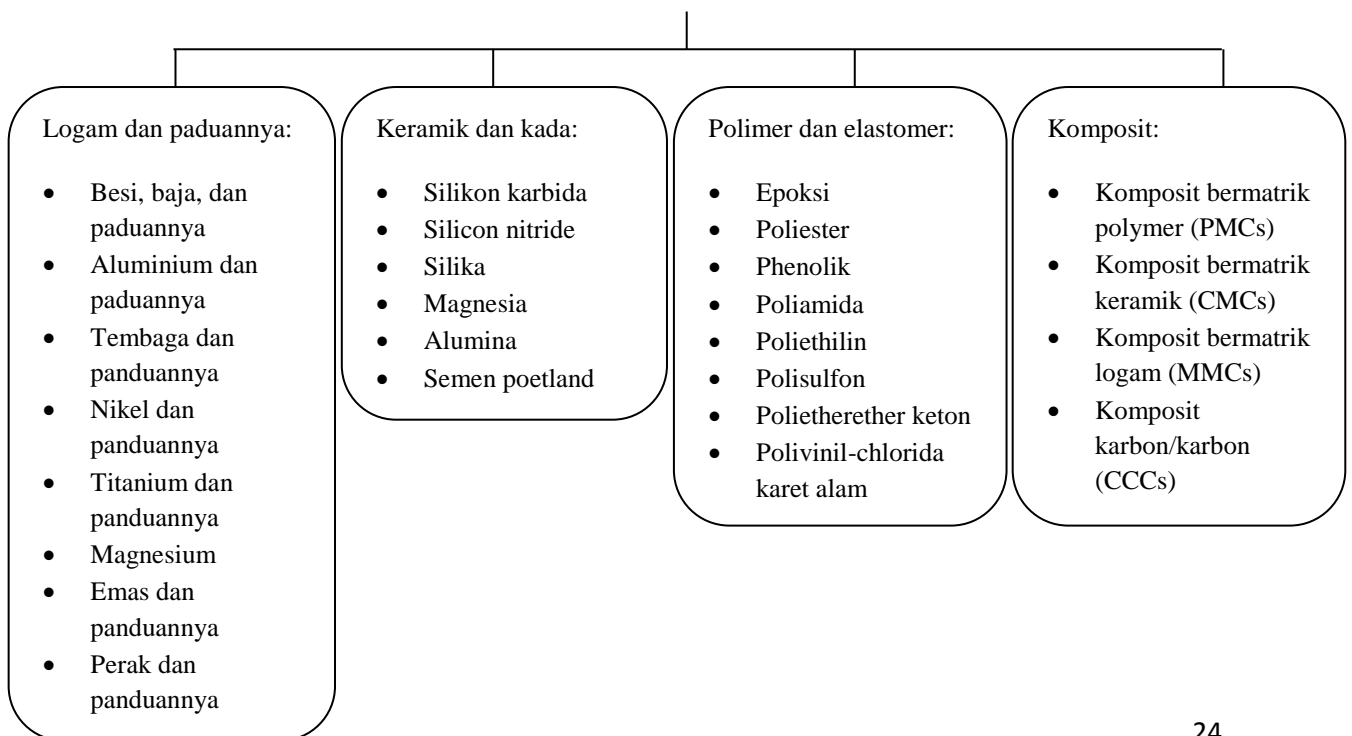 Logam dan paduannya:
• Besi, baja, dan
paduannya
• Aluminium dan
paduannya
• Tembaga dan
panduannya
• Nikel dan
panduannya
• Titanium dan
panduannya
• Magnesium
• Emas dan
panduannya
• Perak dan
panduannya
Keramik dan kada:
• Silikon karbida
• Silicon nitride
• Silika
• Magnesia
• Alumina
• Semen poetland
Polimer dan elastomer:
• Epoksi
• Poliester
• Phenolik
• Poliamida
• Poliethilin
• Polisulfon
• Polietherether keton
• Polivinil-chlorida
karet alam
Komposit:
• Komposit bermatrik
polymer (PMCs)
• Komposit bermatrik
keramik (CMCs)
• Komposit bermatrik
logam (MMCs)
• Komposit
karbon/karbon
(CCCs)
24